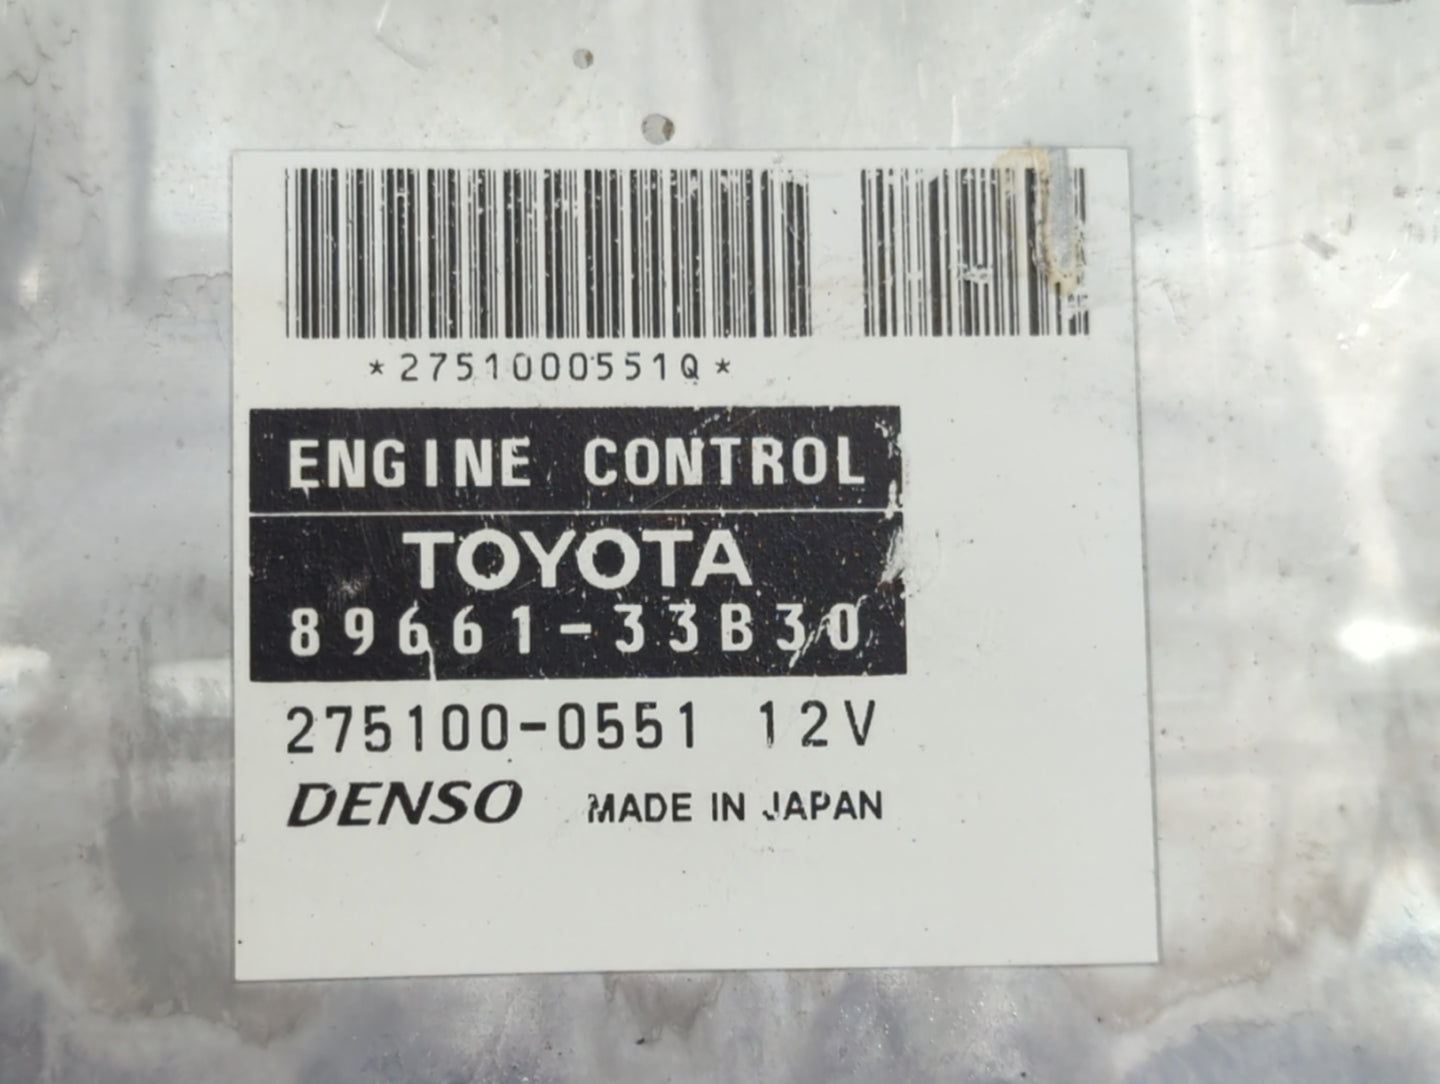 *2751000551Q*
ENGINE CONTROL
TOYOTA
89661-33B30
275100-0551 12V
DENSO MADE IN JAPAN